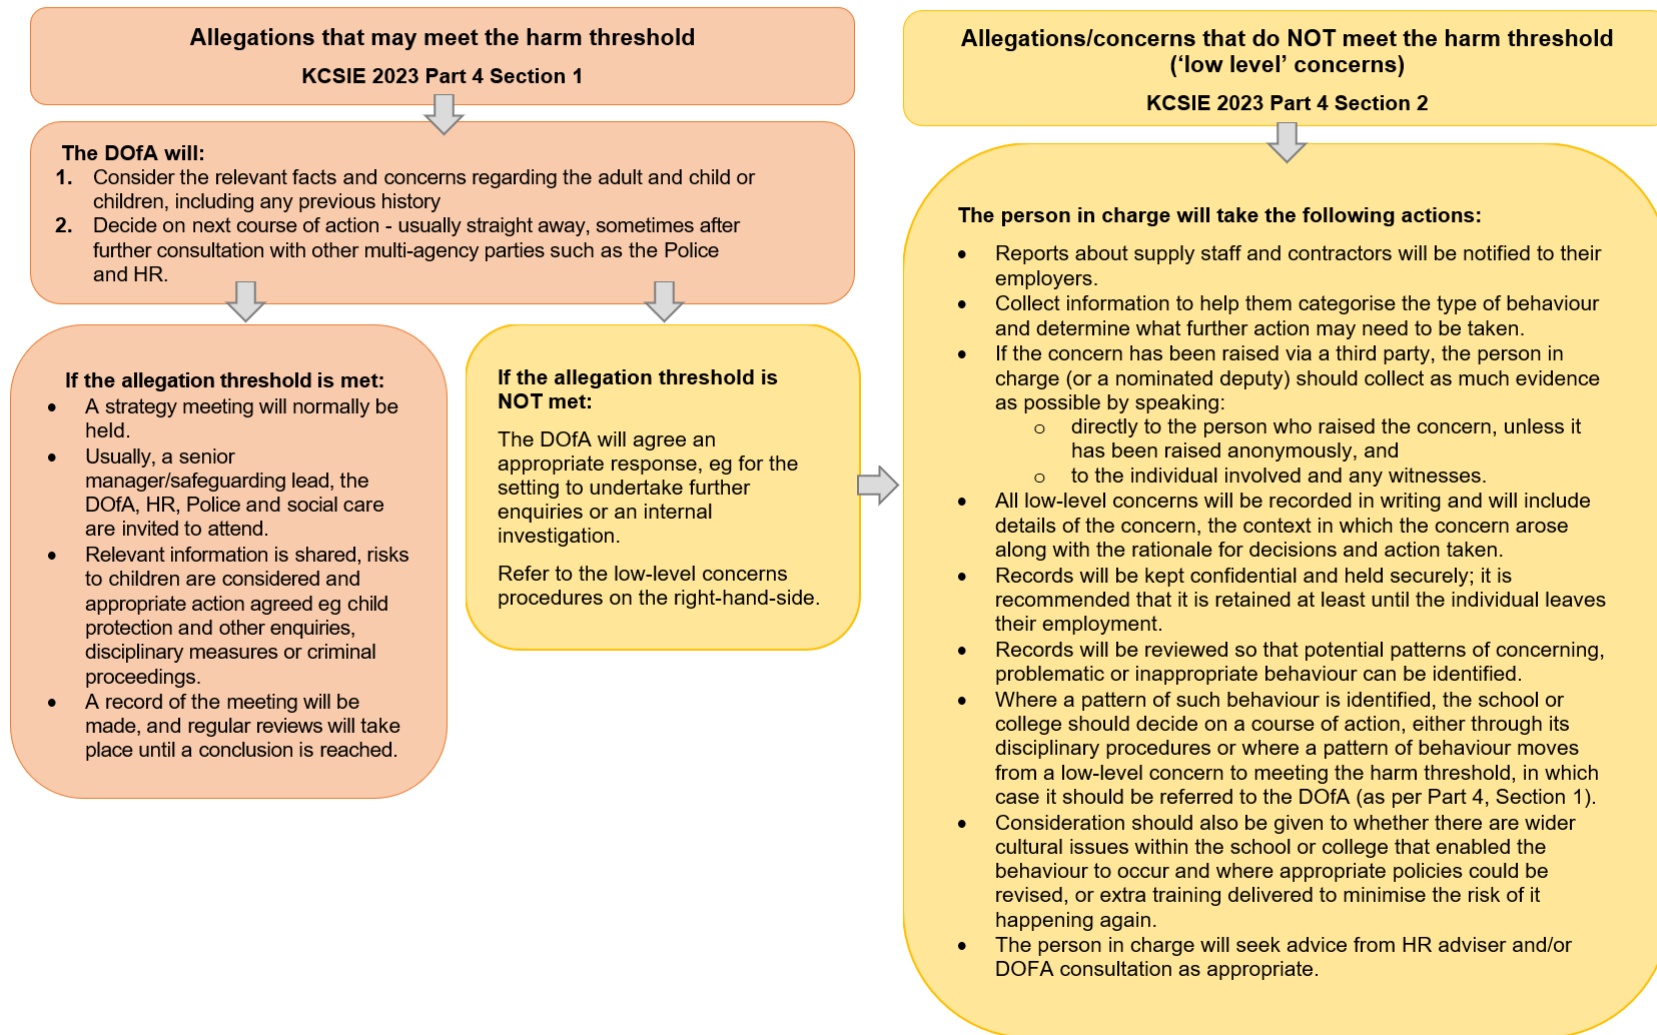 Allegations that may meet the harm threshold
KCSIE 2023 Part 4 Section 1
The DOfA will:
1. Consider the relevant facts and concerns regarding the adult and child or
children, including any previous history
2. Decide on next course of action - usually straight away, sometimes after
further consultation with other multi-agency parties such as the Police
and HR.
If the allegation threshold is met:
• A strategy meeting will normally be
held.
• Usually, a senior
manager/safeguarding lead, the
DOfA, HR, Police and social care
are invited to attend.
• Relevant information is shared, risks
to children are considered and
appropriate action agreed eg child
protection and other enquiries,
disciplinary measures or criminal
proceedings.
• A record of the meeting will be
made, and regular reviews will take
place until a conclusion is reached.
If the allegation threshold is
NOT met:
The DOfA will agree an
appropriate response, eg for the
setting to undertake further
enquiries or an internal
investigation.
Refer to the low-level concerns
procedures on the right-hand-side.
Allegations/concerns that do NOT meet the harm threshold
(‘low level’ concerns)
KCSIE 2023 Part 4 Section 2
The person in charge will take the following actions:
• Reports about supply staff and contractors will be notified to their
employers.
• Collect information to help them categorise the type of behaviour
and determine what further action may need to be taken.
• If the concern has been raised via a third party, the person in
charge (or a nominated deputy) should collect as much evidence
as possible by speaking:
o directly to the person who raised the concern, unless it
has been raised anonymously, and
o to the individual involved and any witnesses.
• All low-level concerns will be recorded in writing and will include
details of the concern, the context in which the concern arose
along with the rationale for decisions and action taken.
• Records will be kept confidential and held securely; it is
recommended that it is retained at least until the individual leaves
their employment.
• Records will be reviewed so that potential patterns of concerning,
problematic or inappropriate behaviour can be identified.
• Where a pattern of such behaviour is identified, the school or
college should decide on a course of action, either through its
disciplinary procedures or where a pattern of behaviour moves
from a low-level concern to meeting the harm threshold, in which
case it should be referred to the DOfA (as per Part 4, Section 1).
• Consideration should also be given to whether there are wider
cultural issues within the school or college that enabled the
behaviour to occur and where appropriate policies could be
revised, or extra training delivered to minimise the risk of it
happening again.
• The person in charge will seek advice from HR adviser and/or
DOFA consultation as appropriate.